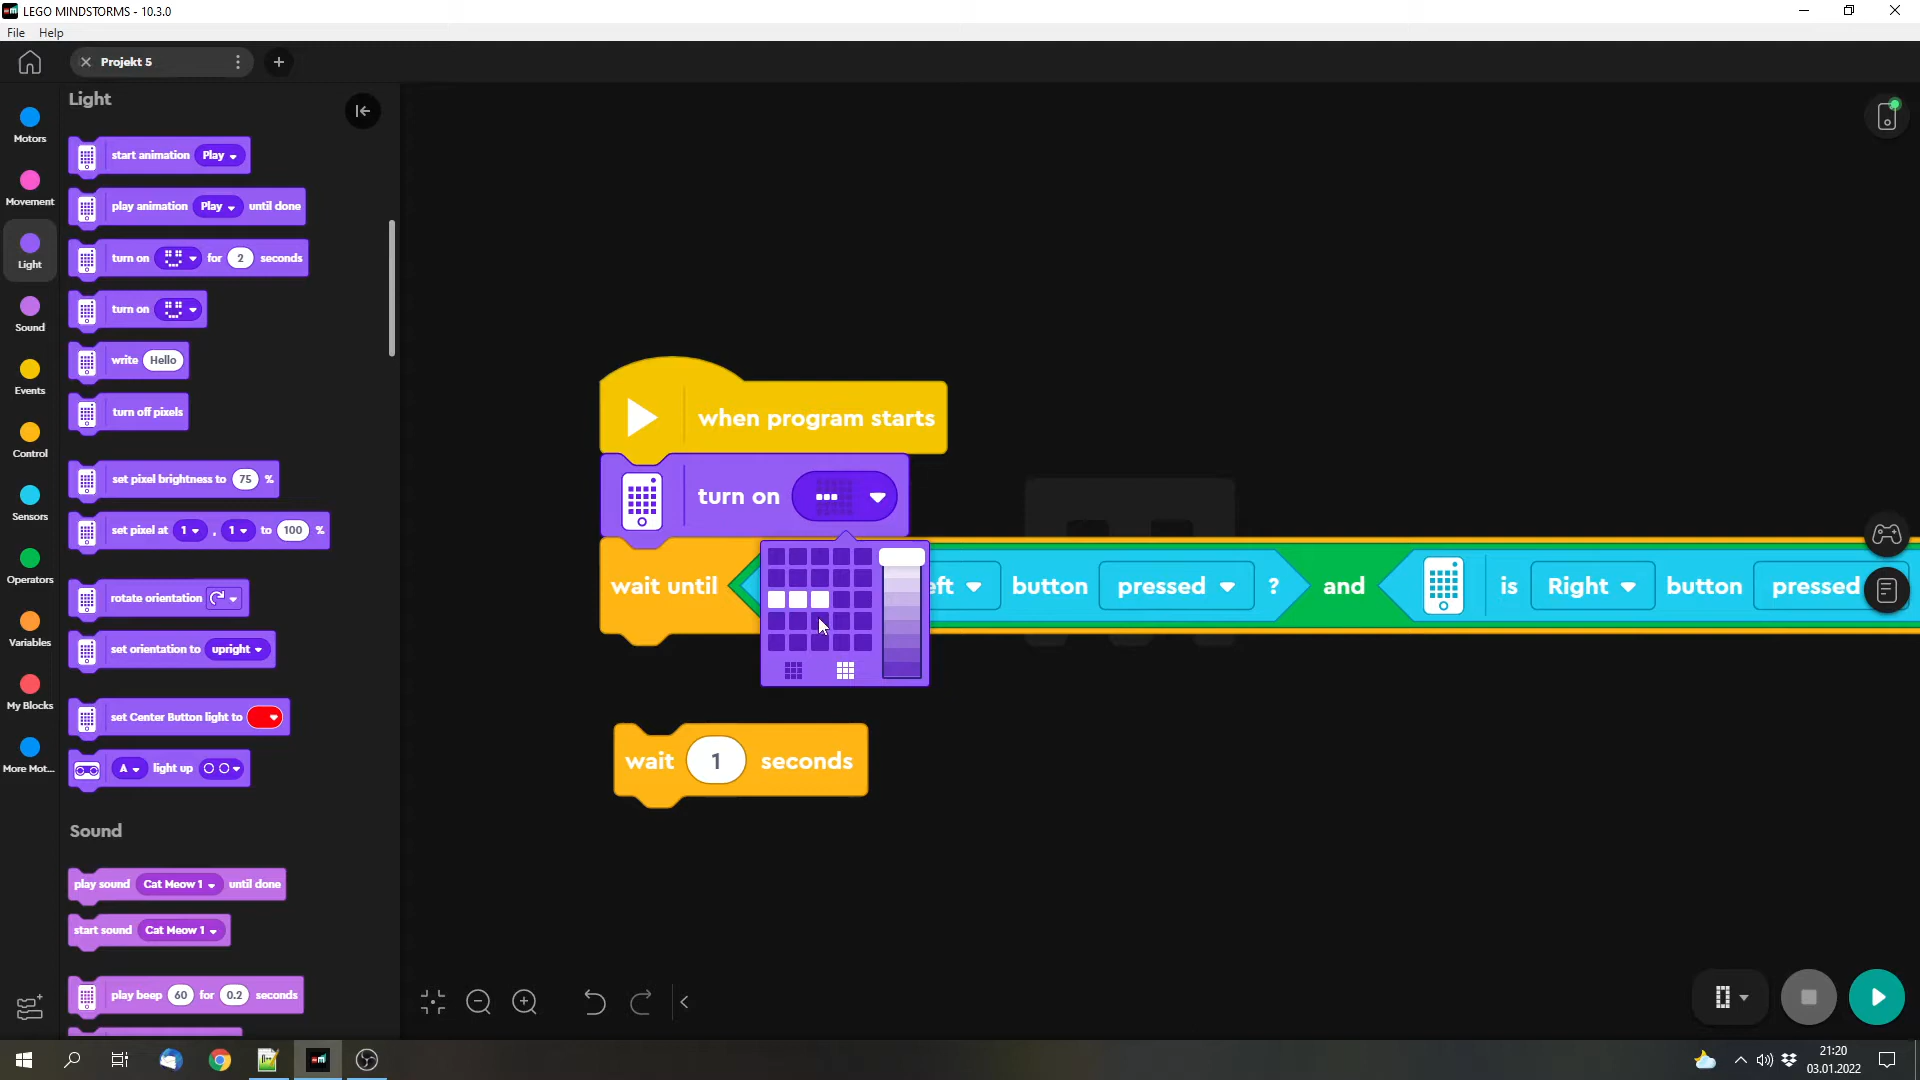 LEGO MINDSTORMS - 10.3.0
File Help
Projekt 5
Motors
Movement
Light
Sound
Events
Control
Sensors
Operators
Variables
My Blocks
More Mot...
Light
start animation Play
play animation Play until done
turn on for 2 seconds
turn on
write Hello
turn off pixels
set pixel brightness to 75 %
set pixel at 1 , 1 to 100 %
rotate orientation
set orientation to upright
set Center Button light to
A light up
Sound
play sound Cat Meow 1 until done
start sound Cat Meow 1
play beep 60 for 0.2 seconds
when program starts
turn on
wait until eft button pressed ? and is Right button pressed
wait 1 seconds
21:20
03.01.2022